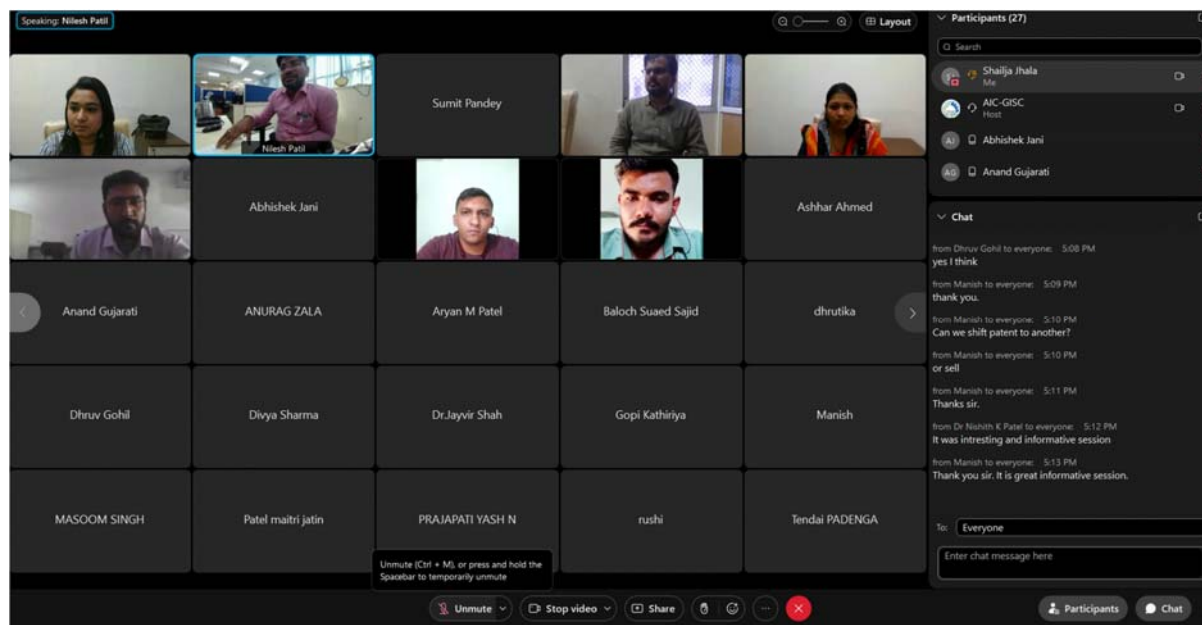 Speaking: Nilesh Patil
Layout
Participants (27)
Search
Nilesh Patil
Sumit Pandey
Shailja Jhala
Me
AIC-GISC
Host
AJ Abhishek Jani
AG Anand Gujarati
Abhishek Jani
Ashhar Ahmed
Anand Gujarati
ANURAG ZALA
Aryan M Patel
Baloch Suaed Sajid
dhrutika
Dhruv Gohil
Divya Sharma
Dr.Jayvir Shah
Gopi Kathiriya
Manish
MASOOM SINGH
Patel maitri jatin
PRAJAPATI YASH N
rushi
Tendai PADENGA
Chat
from Dhruv Gohil to everyone: 5:08 PM
yes I think
from Manish to everyone: 5:09 PM
thank you.
from Manish to everyone: 5:10 PM
Can we shift patent to another?
from Manish to everyone: 5:10 PM
or sell
from Manish to everyone: 5:11 PM
Thanks sir.
from Dr Nishith K Patel to everyone: 5:12 PM
It was intresting and informative session
from Manish to everyone: 5:13 PM
Thank you sir. It is great informative session.
To: Everyone
Enter chat message here
Unmute (Ctrl + M), or press and hold the
Spacebar to temporarily unmute
Unmute
Stop video
Share
Participants
Chat